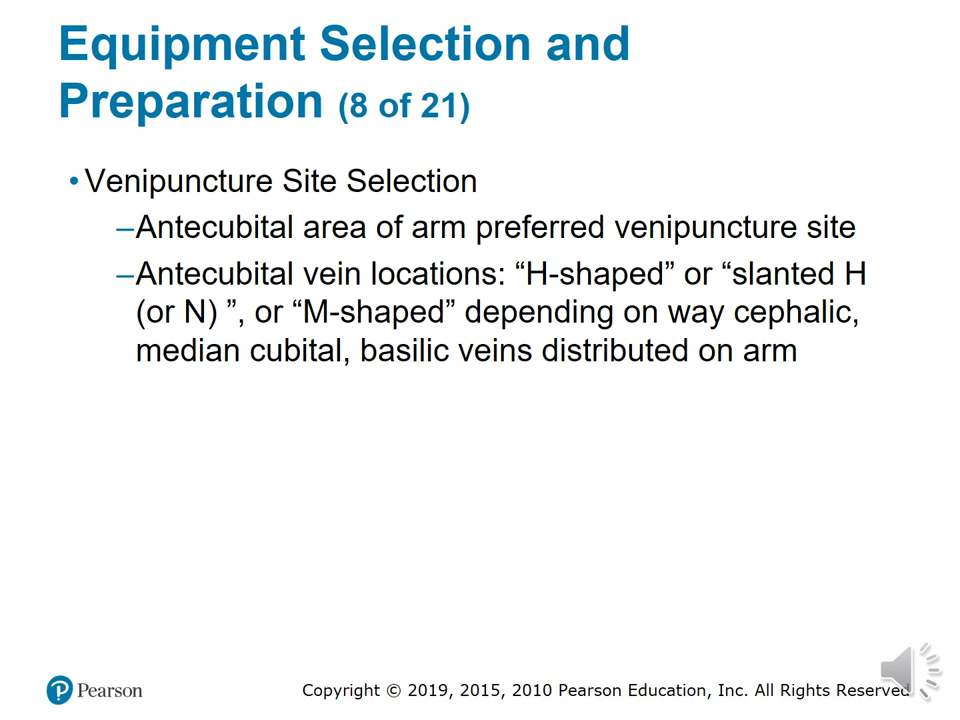 Equipment Selection and
Preparation (8 of 21)
• Venipuncture Site Selection
–Antecubital area of arm preferred venipuncture site
–Antecubital vein locations: “H-shaped” or “slanted H
(or N) ”, or “M-shaped” depending on way cephalic,
median cubital, basilic veins distributed on arm
Pearson
Copyright © 2019, 2015, 2010 Pearson Education, Inc. All Rights Reserved